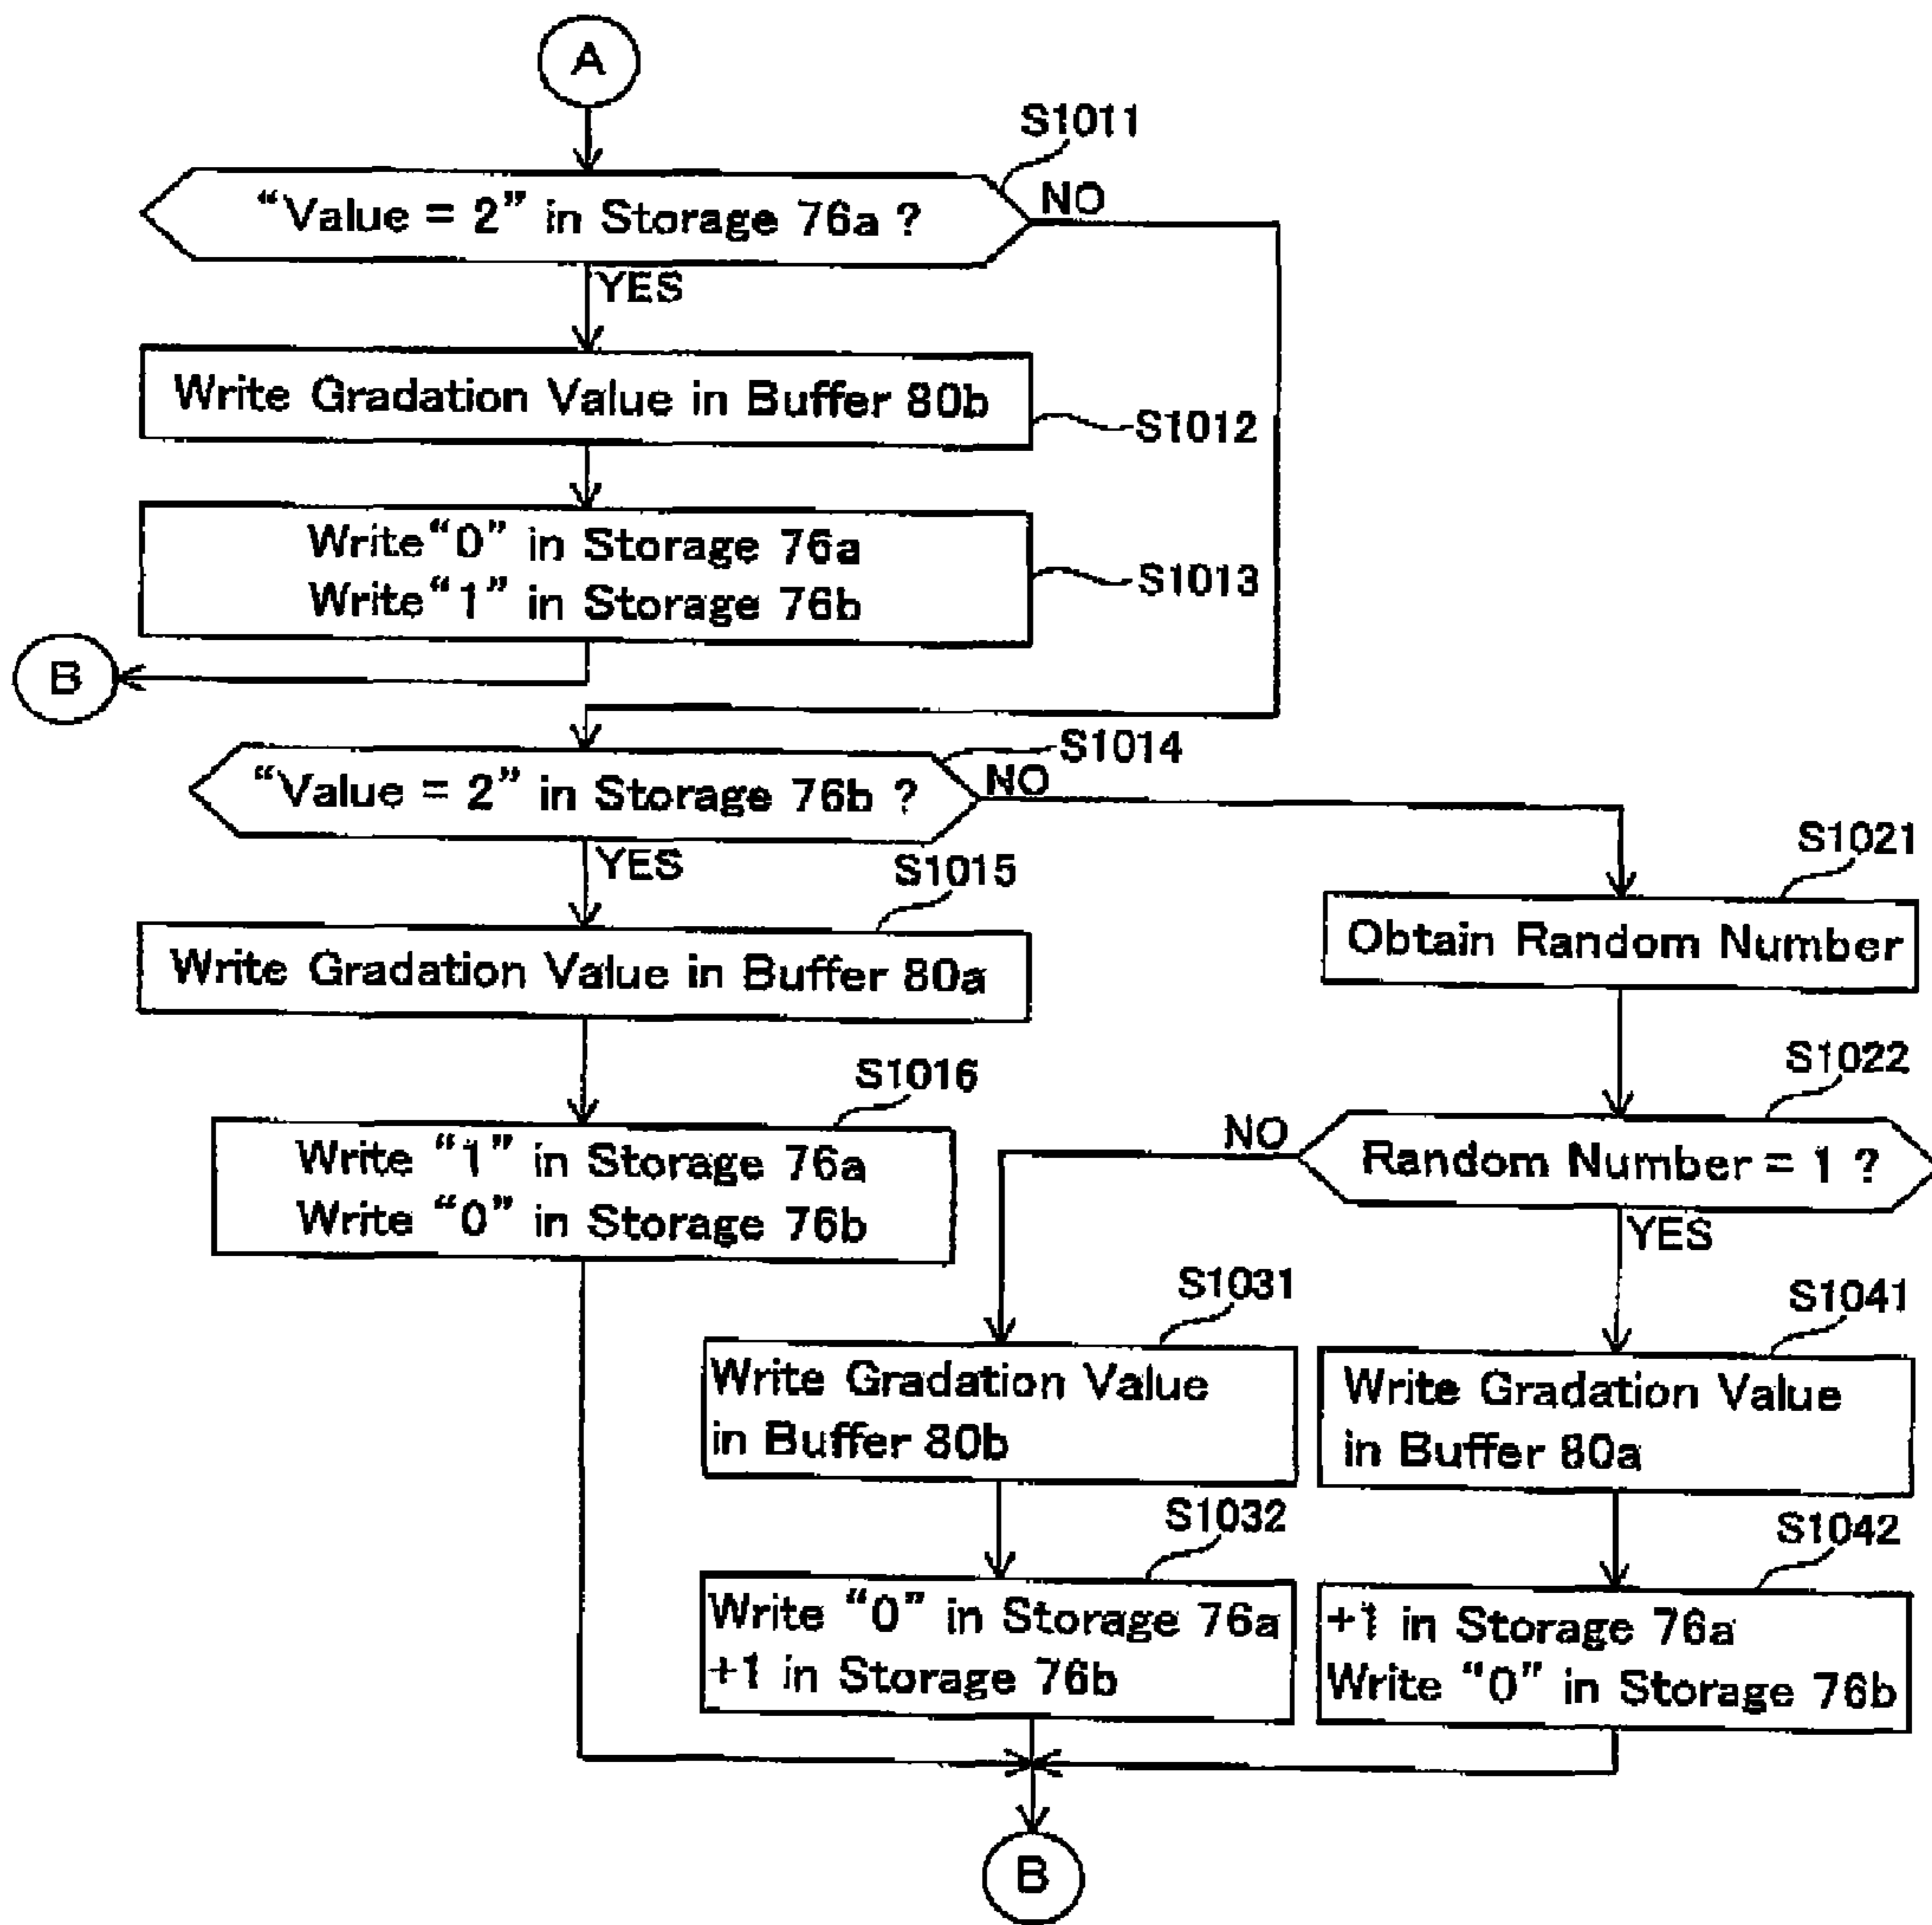 A
S1011
"Value = 2" in Storage 76a ?
NO
YES
Write Gradation Value in Buffer 80b
S1012
Write "0" in Storage 76a
Write "1" in Storage 76b
S1013
B
S1014
"Value = 2" in Storage 76b ?
NO
YES
S1015
Write Gradation Value in Buffer 80a
S1016
Write "1" in Storage 76a
Write "0" in Storage 76b
S1021
Obtain Random Number
S1022
Random Number = 1 ?
NO
YES
S1031
Write Gradation Value
in Buffer 80b
S1032
Write "0" in Storage 76a
+1 in Storage 76b
S1041
Write Gradation Value
in Buffer 80a
S1042
+1 in Storage 76a
Write "0" in Storage 76b
B